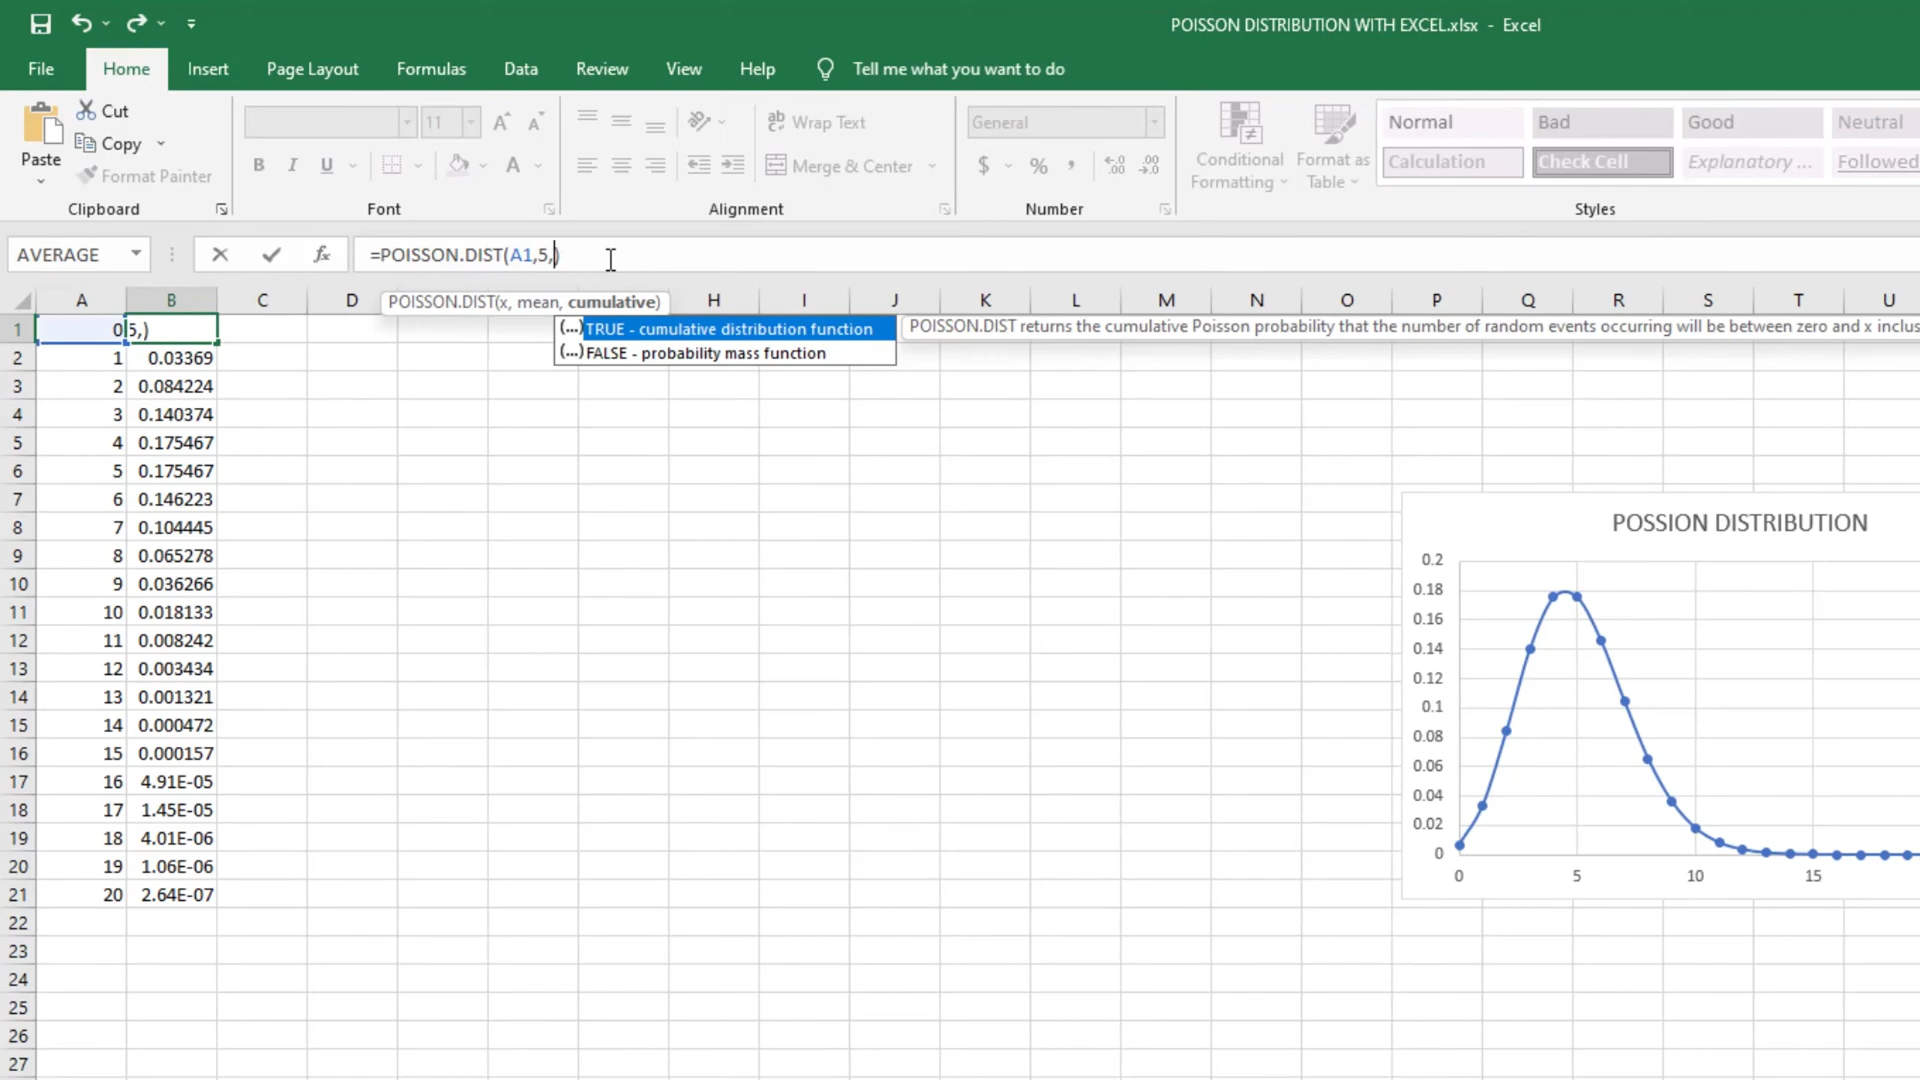 POISSON DISTRIBUTION WITH EXCEL.xlsx - Excel
File Home Insert Page Layout Formulas Data Review View Help Tell me what you want to do
Paste
Cut
Copy
Format Painter
Clipboard
11
B I U
Font
Wrap Text
Merge & Center
Alignment
General
$ % ,
Number
Conditional Formatting
Format as Table
Normal Bad Good Neutral
Calculation Check Cell Explanatory ... Followed
Styles
AVERAGE fx =POISSON.DIST(A1,5,)
POISSON.DIST(x, mean, cumulative)
A B C D H I J K L M N O P Q R S T U
(...) TRUE - cumulative distribution function
(...) FALSE - probability mass function
POISSON.DIST returns the cumulative Poisson probability that the number of random events occurring will be between zero and x inclus
1 0 5,)
2 1 0.03369
3 2 0.084224
4 3 0.140374
5 4 0.175467
6 5 0.175467
7 6 0.146223
8 7 0.104445
9 8 0.065278
10 9 0.036266
11 10 0.018133
12 11 0.008242
13 12 0.003434
14 13 0.001321
15 14 0.000472
16 15 0.000157
17 16 4.91E-05
18 17 1.45E-05
19 18 4.01E-06
20 19 1.06E-06
21 20 2.64E-07
22
23
24
25
26
27
POSSION DISTRIBUTION
0.2
0.18
0.16
0.14
0.12
0.1
0.08
0.06
0.04
0.02
0
0 5 10 15